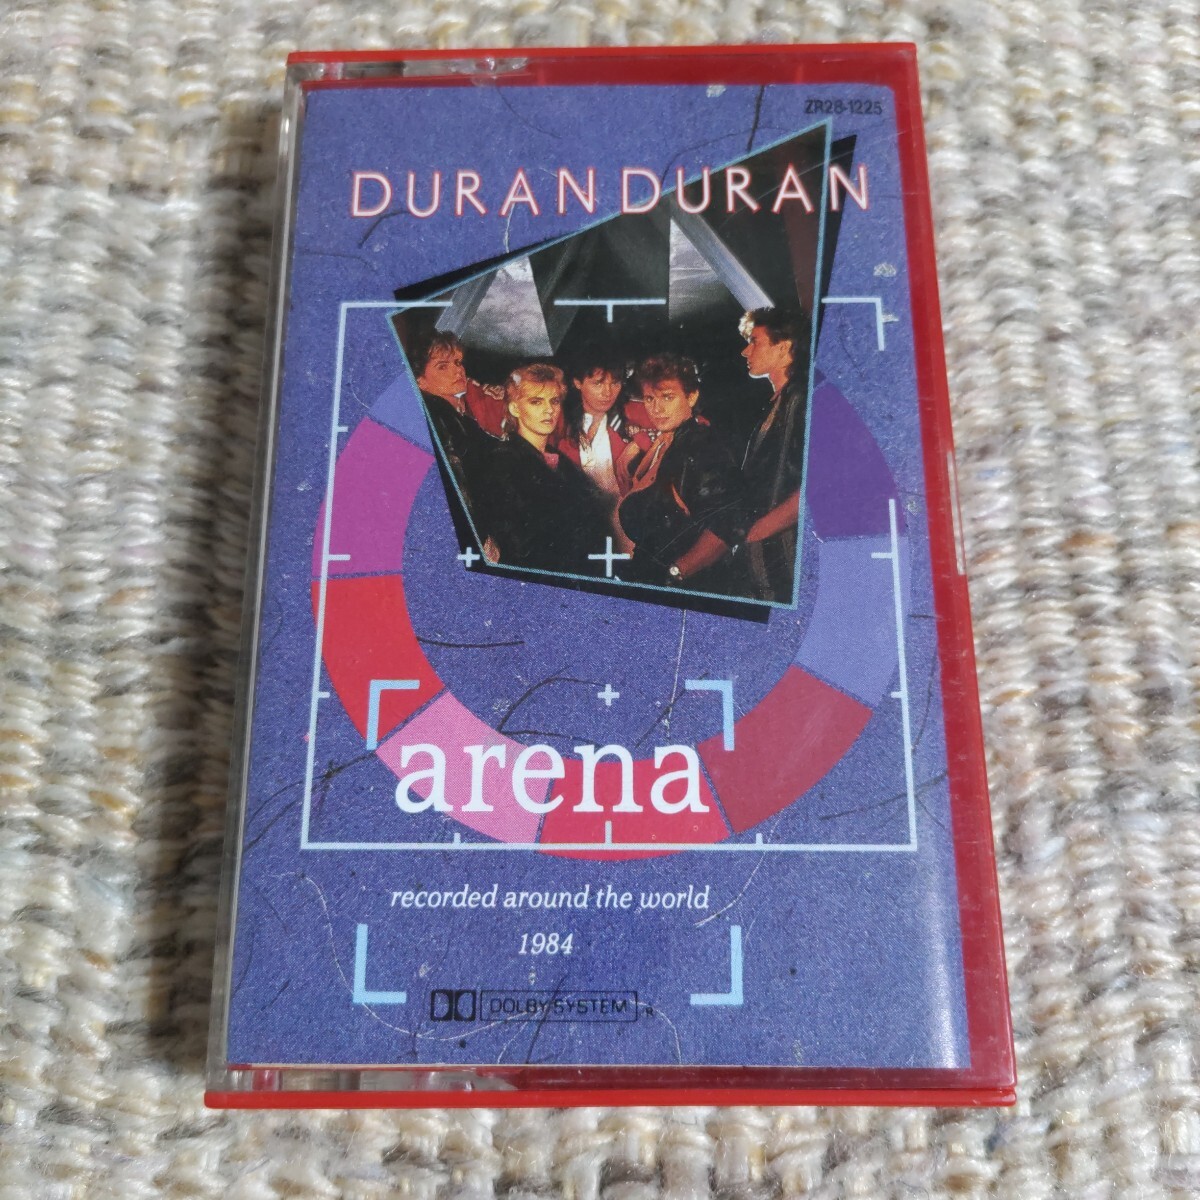 ZR28-1225
DURAN DURAN
arena
recorded around the world
1984
DOLBY SYSTEM R